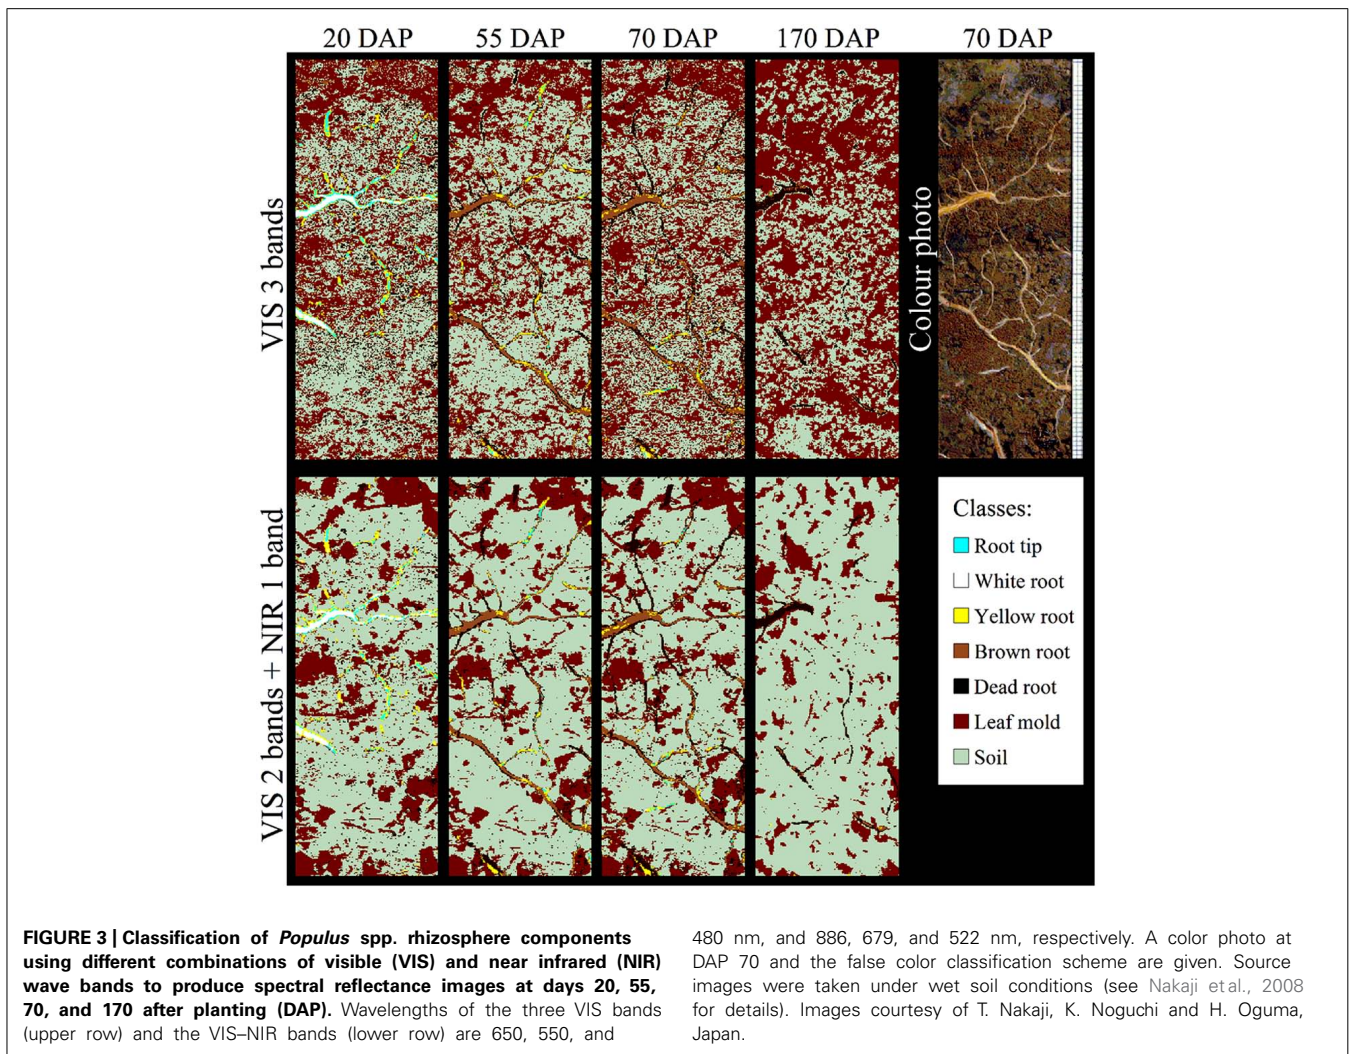 20 DAP
55 DAP
70 DAP
170 DAP
70 DAP
VIS 3 bands
Colour photo
VIS 2 bands + NIR 1 band
Classes:
Root tip
White root
Yellow root
Brown root
Dead root
Leaf mold
Soil
FIGURE 3 | Classification of Populus spp. rhizosphere components
using different combinations of visible (VIS) and near infrared (NIR)
wave bands to produce spectral reflectance images at days 20, 55,
70, and 170 after planting (DAP). Wavelengths of the three VIS bands
(upper row) and the VIS–NIR bands (lower row) are 650, 550, and
480 nm, and 886, 679, and 522 nm, respectively. A color photo at
DAP 70 and the false color classification scheme are given. Source
images were taken under wet soil conditions (see Nakaji et al., 2008
for details). Images courtesy of T. Nakaji, K. Noguchi and H. Oguma,
Japan.